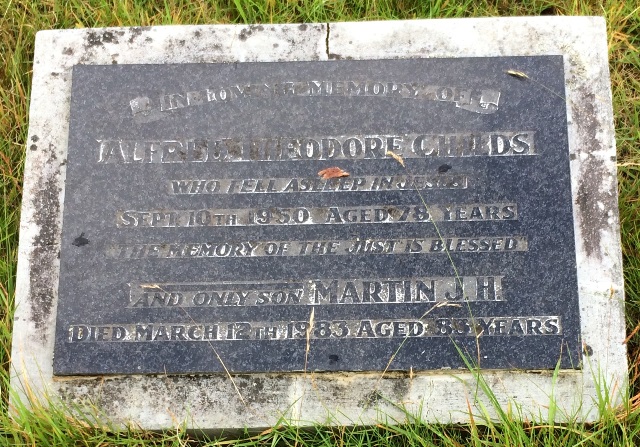 IN LOVING MEMORY OF
ALFRED THEODORE CHILDS
WHO FELL ASLEEP IN JESUS
SEPT. 10TH 1950 AGED 78 YEARS
THE MEMORY OF THE JUST IS BLESSED
AND ONLY SON MARTIN J.H.
DIED MARCH 12TH 1983 AGED 83 YEARS